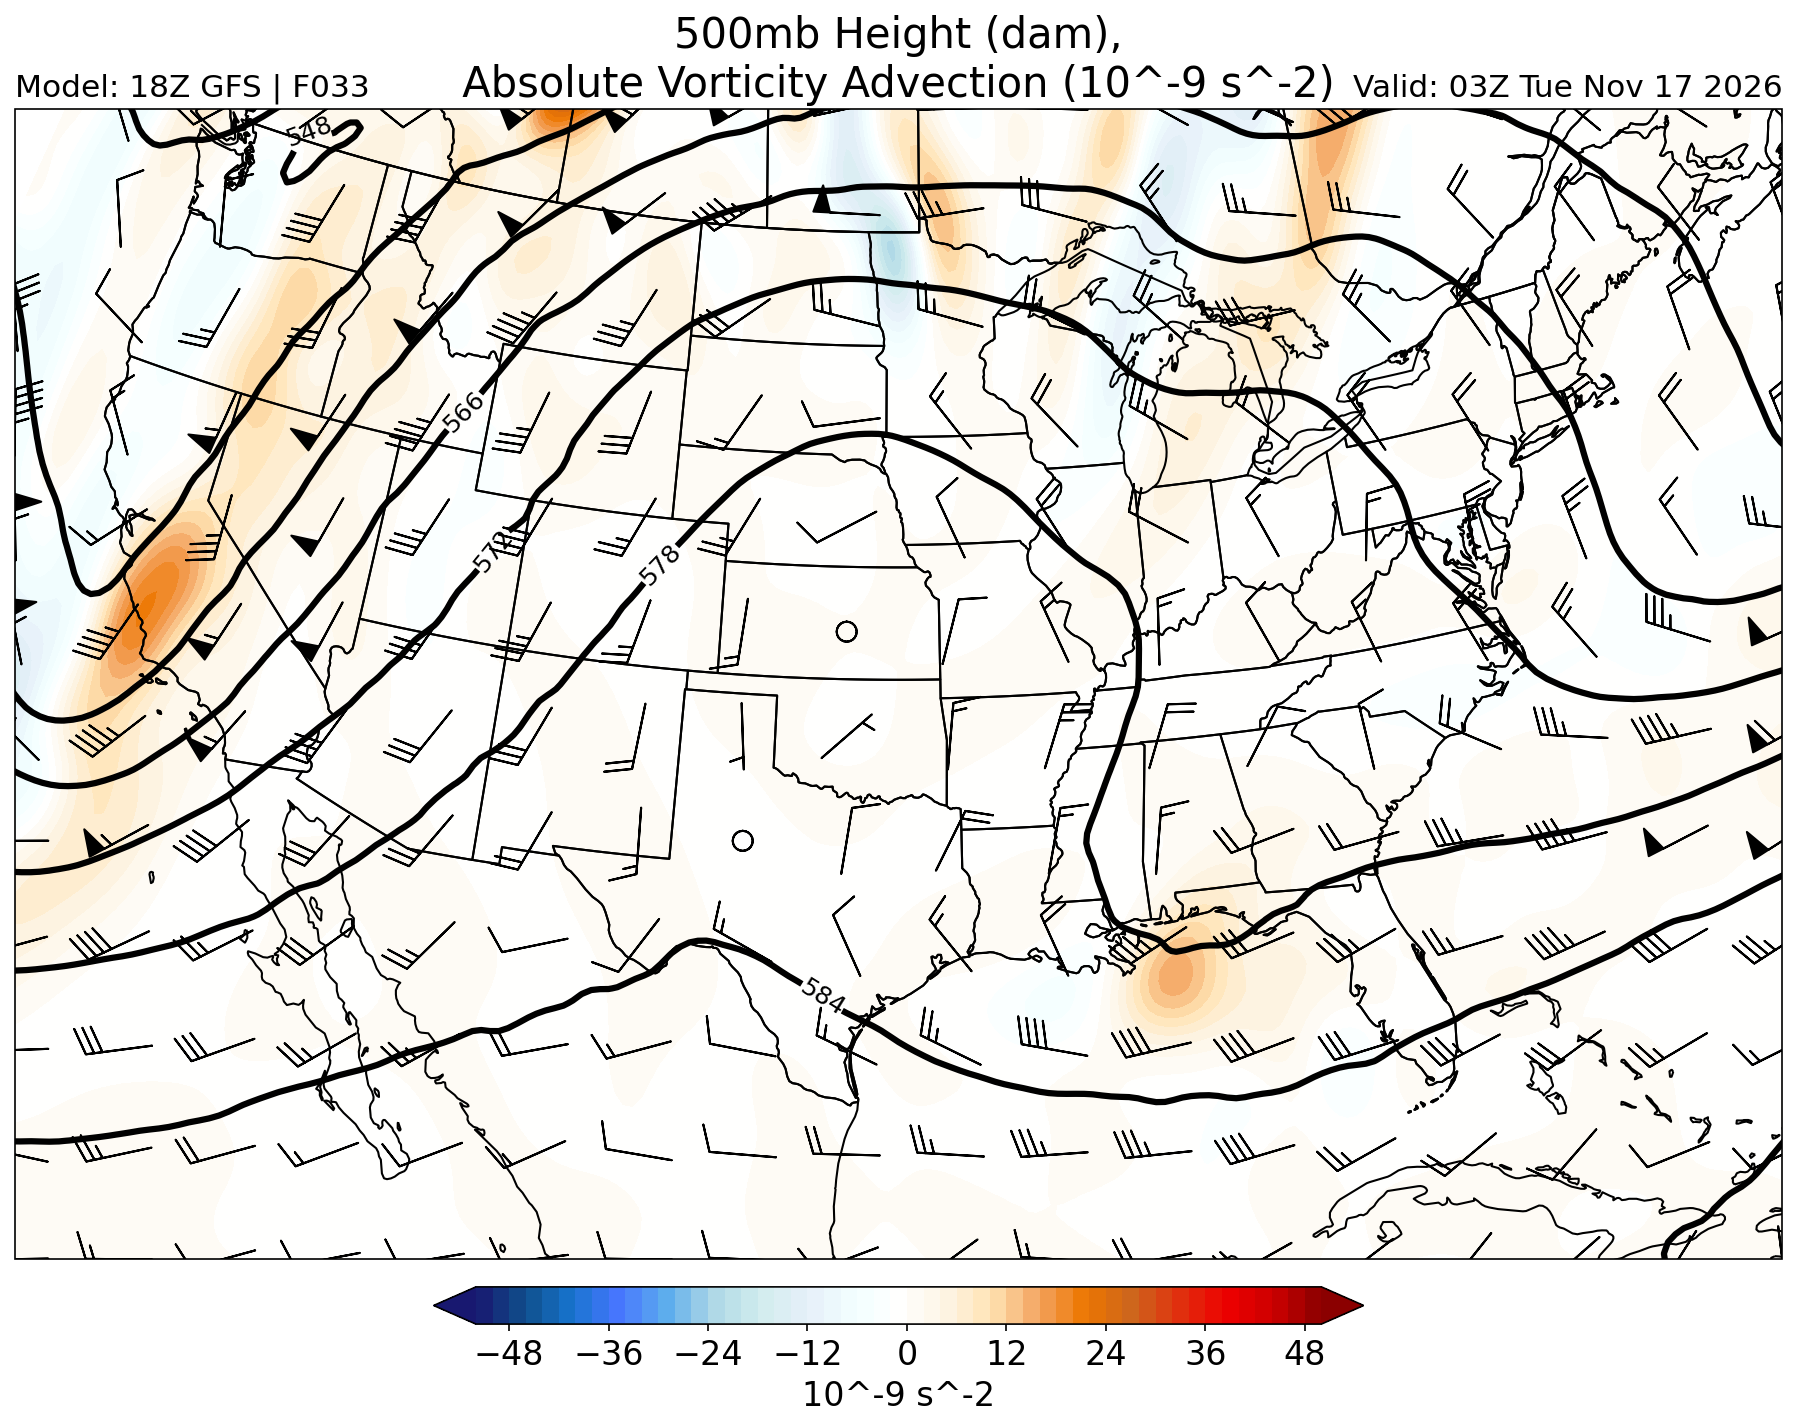 500mb Height (dam),
Model: 18Z GFS | F033
Absolute Vorticity Advection (10^-9 s^-2)
Valid: 03Z Tue Nov 17 2026
548
566
572
578
584
−48 −36 −24 −12 0 12 24 36 48
10^-9 s^-2